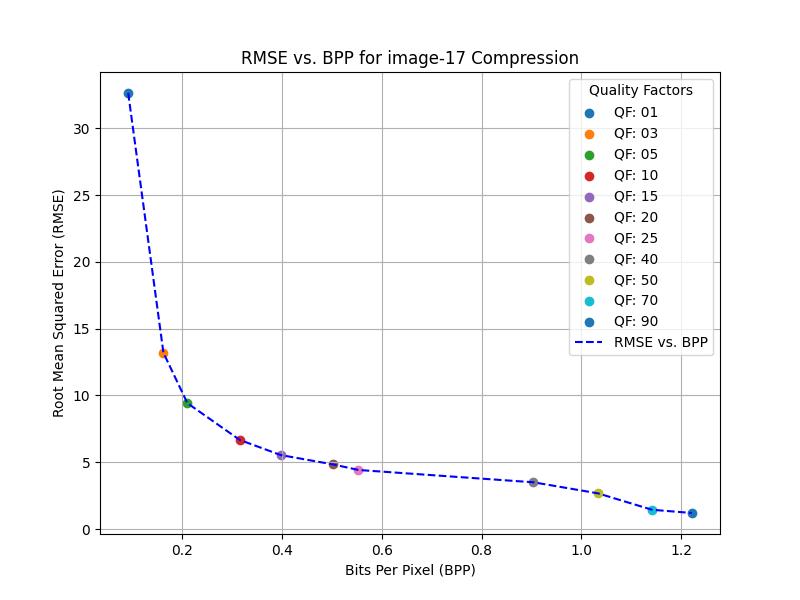 RMSE vs. BPP for image-17 Compression
Root Mean Squared Error (RMSE)
30
25
20
15
10
5
0
0.2
0.4
0.6
0.8
1.0
1.2
Bits Per Pixel (BPP)
Quality Factors
QF: 01
QF: 03
QF: 05
QF: 10
QF: 15
QF: 20
QF: 25
QF: 40
QF: 50
QF: 70
QF: 90
RMSE vs. BPP